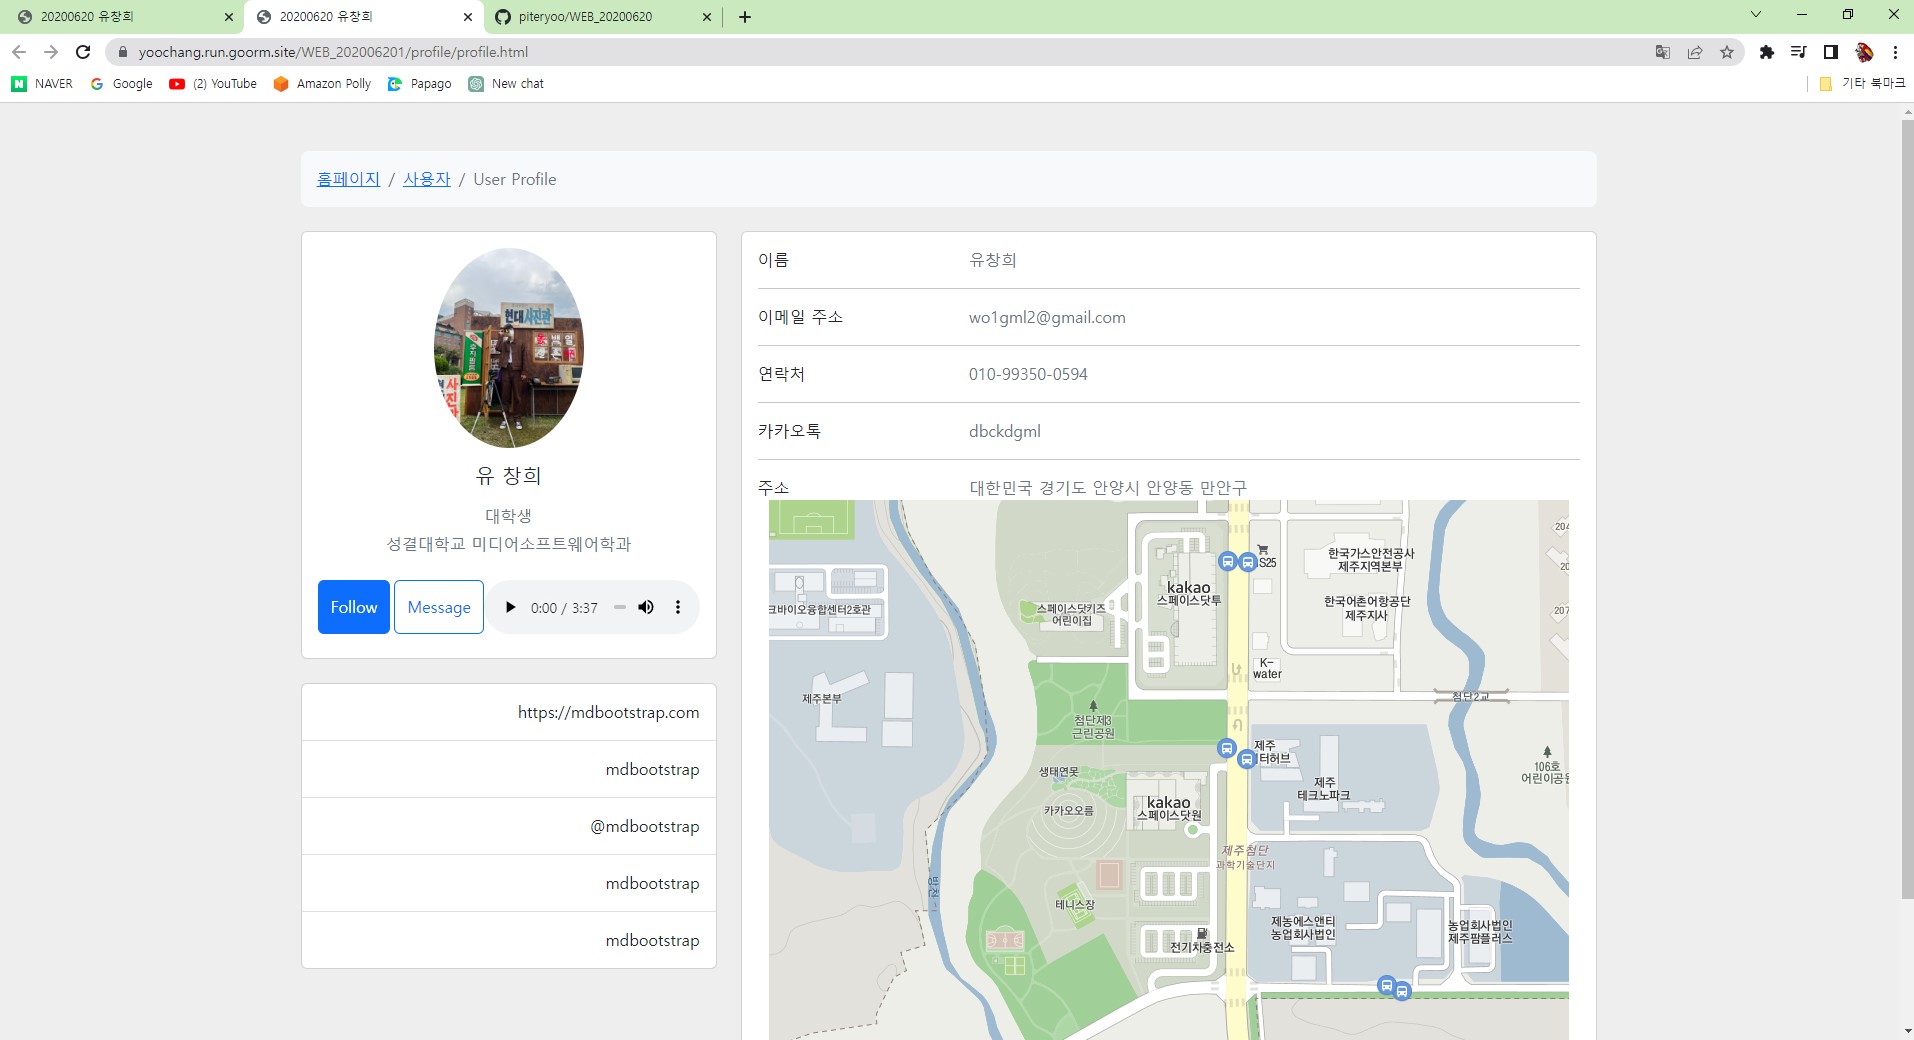 20200620 유창희
20200620 유창희
piteryoo/WEB_20200620
yoochang.run.goorm.site/WEB_202006201/profile/profile.html
NAVER
Google
(2) YouTube
Amazon Polly
Papago
New chat
기타 북마크
홈페이지 / 사용자 / User Profile
현대사진관
사진관
유 창희
대학생
성결대학교 미디어소프트웨어학과
Follow
Message
0:00 / 3:37
https://mdbootstrap.com
mdbootstrap
@mdbootstrap
mdbootstrap
mdbootstrap
이름 유창희
이메일 주소 wo1gml2@gmail.com
연락처 010-99350-0594
카카오톡 dbckdgml
주소 대한민국 경기도 안양시 안양동 만안구
S25
한국가스안전공사
제주지역본부
204
kakao
스페이스닷투
크바이오융합센터2호관
스페이스닷키즈
어린이집
한국어촌어항공단
제주지사
207
K-
water
제주본부
첨단2교
첨단제3
근린공원
제주
터허브
생태연못
106호
어린이공원
제주
테크노파크
카카오오름
kakao
스페이스닷원
제주첨단
과학기술단지
테니스장
제농에스앤티
농업회사법인
농업회사법인
제주팜플러스
전기차충전소